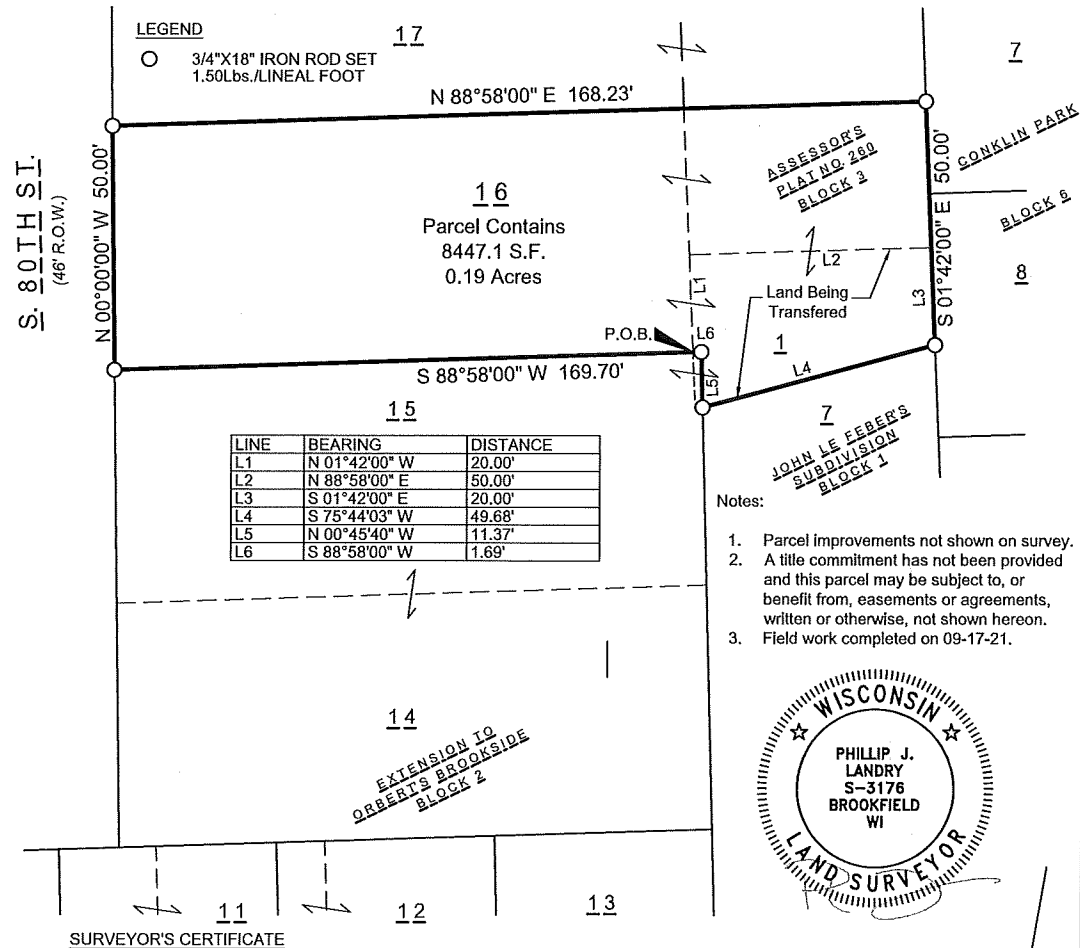 LEGEND
3/4"X18" IRON ROD SET
1.50Lbs./LINEAL FOOT
17
7
N 88°58'00" E 168.23'
CONKLIN PARK
BLOCK 6
8
S. 80TH ST.
(46' R.O.W.)
N 00°00'00" W 50.00'
16
Parcel Contains
8447.1 S.F.
0.19 Acres
ASSESSOR'S
PLAT NO. 260
BLOCK 3
S 01°42'00" E 50.00'
L1
L2
L3
Land Being
Transfered
P.O.B.
L6
1
L4
L5
S 88°58'00" W 169.70'
15
7
JOHN LE FEBER'S
SUBDIVISION
BLOCK 1
LINE BEARING DISTANCE
L1 N 01°42'00" W 20.00'
L2 N 88°58'00" E 50.00'
L3 S 01°42'00" E 20.00'
L4 S 75°44'03" W 49.68'
L5 N 00°45'40" W 11.37'
L6 S 88°58'00" W 1.69'
Notes:
1. Parcel improvements not shown on survey.
2. A title commitment has not been provided
and this parcel may be subject to, or
benefit from, easements or agreements,
written or otherwise, not shown hereon.
3. Field work completed on 09-17-21.
14
EXTENSION TO
ORBERT'S BROOKSIDE
BLOCK 2
WISCONSIN
PHILLIP J.
LANDRY
S-3176
BROOKFIELD
WI
LAND SURVEYOR
11
12
13
SURVEYOR'S CERTIFICATE